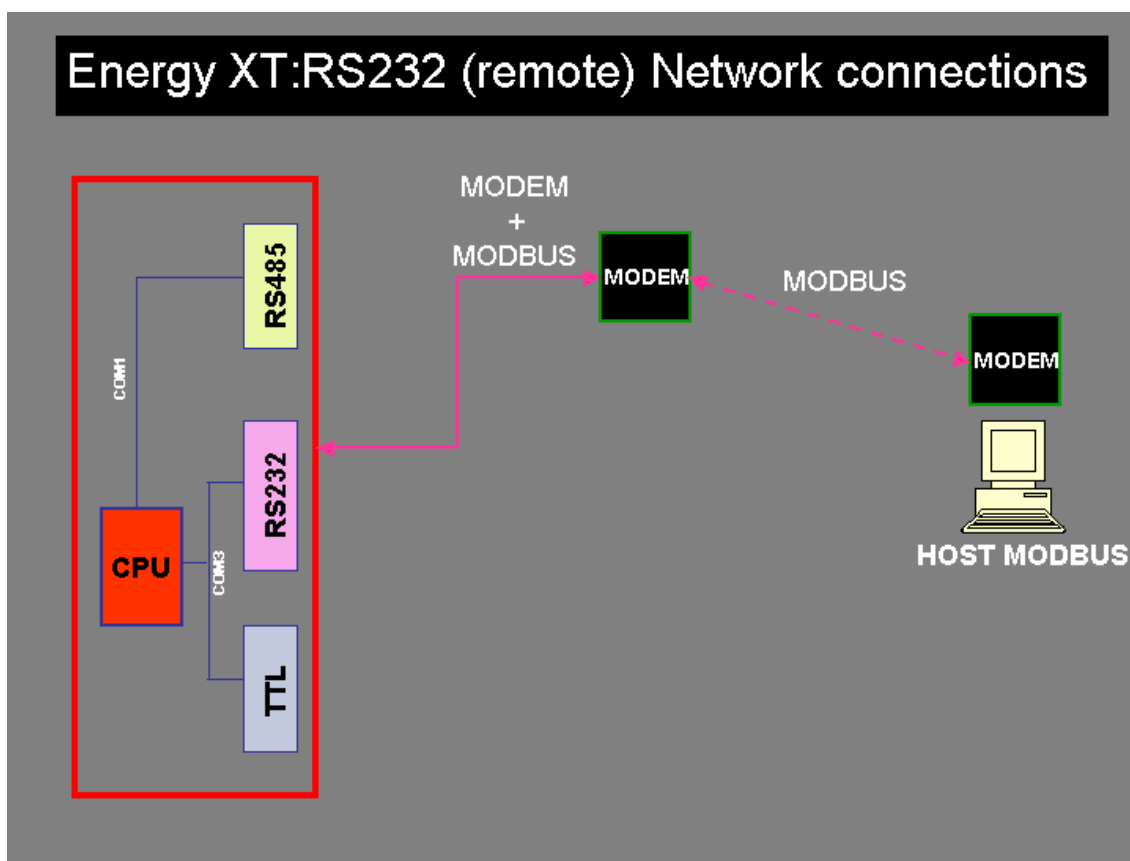 Energy XT:RS232 (remote) Network connections
MODEM
+
MODBUS
RS485
COM1
MODEM
MODBUS
MODEM
RS232
CPU
COM3
HOST MODBUS
TTL